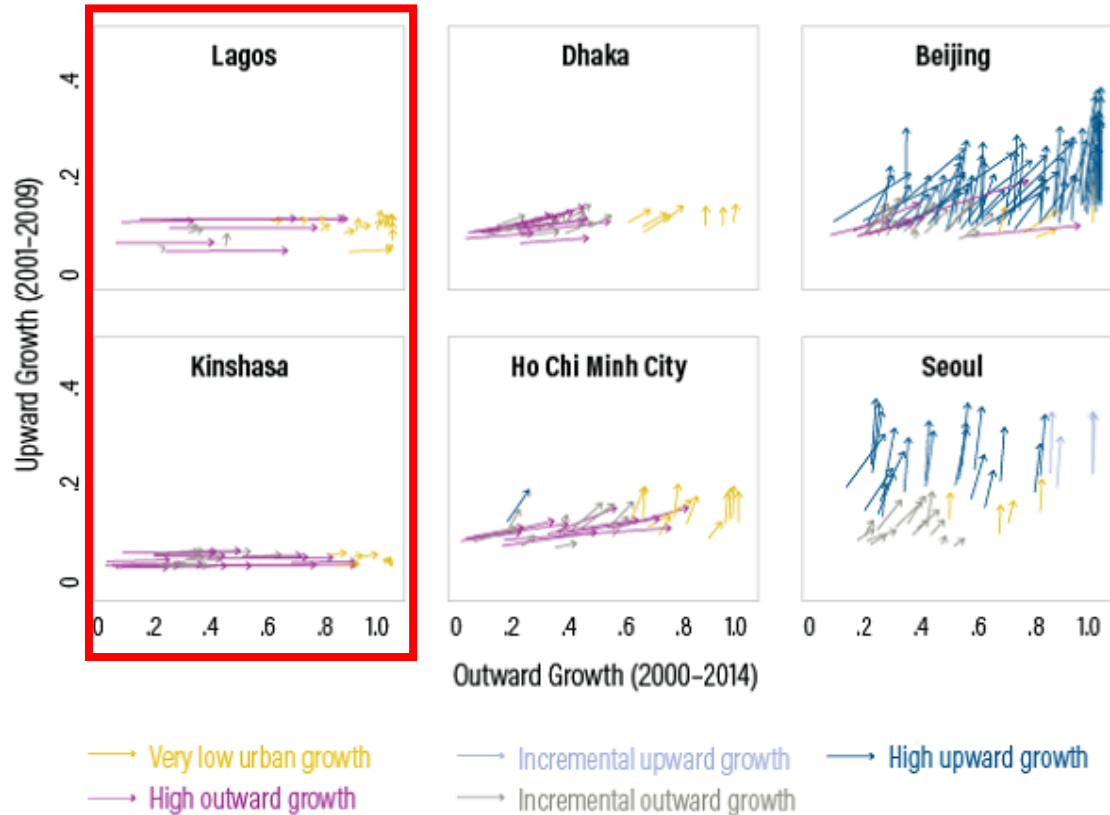 Lagos
Dhaka
Beijing
Upward Growth (2001–2009)
.4
.2
0
Kinshasa
Ho Chi Minh City
Seoul
.4
.2
0
0 .2 .4 .6 .8 1.0
0 .2 .4 .6 .8 1.0
0 .2 .4 .6 .8 1.0
Outward Growth (2000–2014)
Very low urban growth
Incremental upward growth
High upward growth
High outward growth
Incremental outward growth